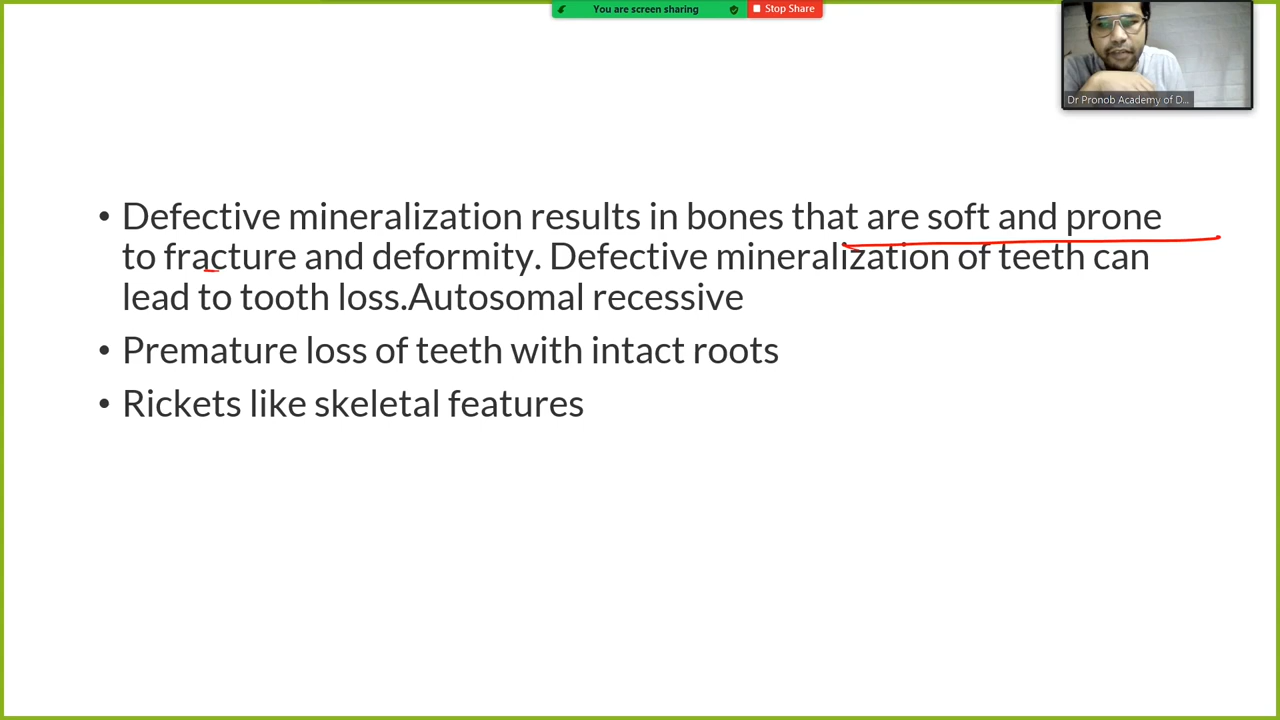 You are screen sharing
Stop Share
Dr Pronob Academy of D...
• Defective mineralization results in bones that are soft and prone
to fracture and deformity. Defective mineralization of teeth can
lead to tooth loss.Autosomal recessive
• Premature loss of teeth with intact roots
• Rickets like skeletal features